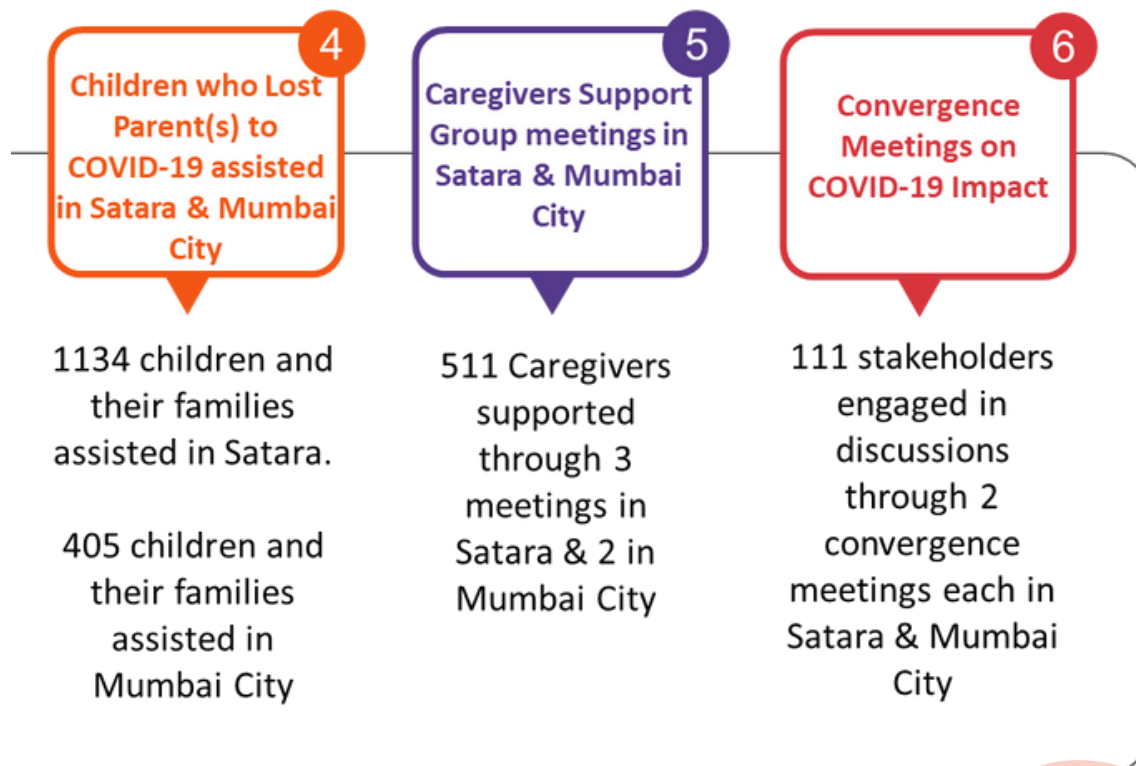 4
Children who Lost
Parent(s) to
COVID-19 assisted
in Satara & Mumbai
City
1134 children and
their families
assisted in Satara.
405 children and
their families
assisted in
Mumbai City
5
Caregivers Support
Group meetings in
Satara & Mumbai
City
511 Caregivers
supported
through 3
meetings in
Satara & 2 in
Mumbai City
6
Convergence
Meetings on
COVID-19 Impact
111 stakeholders
engaged in
discussions
through 2
convergence
meetings each in
Satara & Mumbai
City